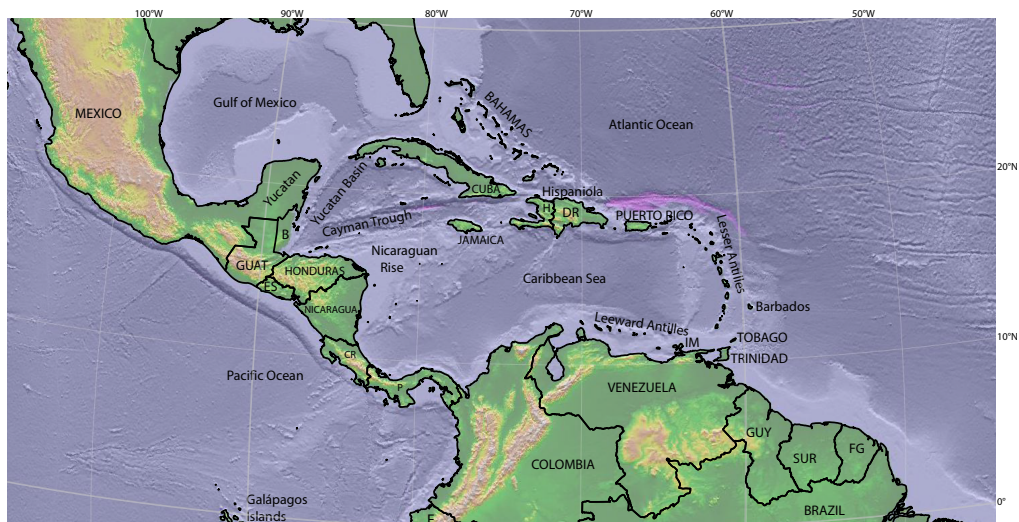 100°W 90°W 80°W 70°W 60°W 50°W
MEXICO
Gulf of Mexico
BAHAMAS
Atlantic Ocean
20°N
Yucatan
Yucatan Basin
CUBA
Hispaniola
H
DR
PUERTO RICO
Cayman Trough
B
JAMAICA
Lesser Antilles
Nicaraguan
Rise
GUAT
HONDURAS
Caribbean Sea
ES
NICARAGUA
Barbados
Leeward Antilles
10°N
TOBAGO
IM
TRINIDAD
CR
Pacific Ocean
P
VENEZUELA
GUY
FG
SUR
COLOMBIA
Galápagos
islands
0°
BRAZIL
E